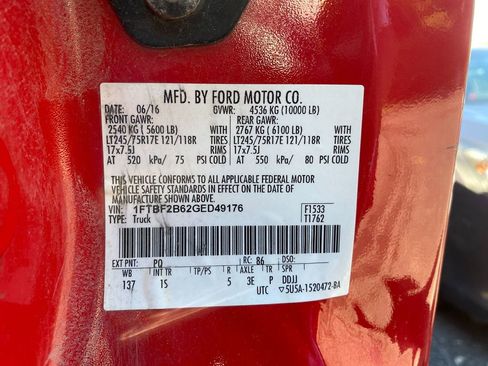 MFD. BY FORD MOTOR CO.
DATE: 06/16 GVWR: 4536 KG (10000 LB)
FRONT GAWR: REAR GAWR:
2540 KG ( 5600 LB) WITH 2767 KG ( 6100 LB) WITH
LT245/75R17E 121/118R TIRES LT245/75R17E 121/118R TIRES
17x7.5J RIMS 17x7.5J RIMS
AT 520 kPa/ 75 PSI COLD AT 550 kPa/ 80 PSI COLD
THIS VEHICLE CONFORMS TO ALL APPLICABLE FEDERAL MOTOR
VEHICLE SAFETY STANDARDS IN EFFECT ON THE DATE OF
MANUFACTURE SHOWN ABOVE.
VIN: 1FTBF2B62GED49176 F1533
TYPE: Truck T1762
EXT PNT: PQ RC: B6 DSO:
WB INT TR TP/PS R AXLE TR SPR
137 1S 5 3E P DDJJ
UTC ▽5U5A-1520472-BA